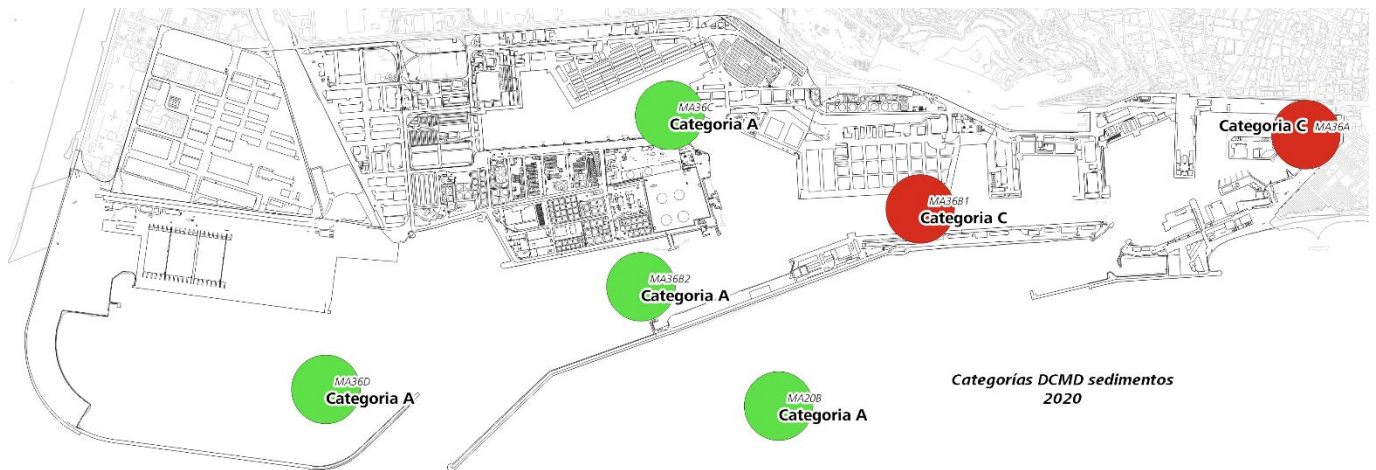 MA36C
Categoria A
Categoria C MA36A
MA36B1
Categoria C
MA36B2
Categoria A
MA36D
Categoria A
MA20B
Categoria A
Categorías DCMD sedimentos
2020